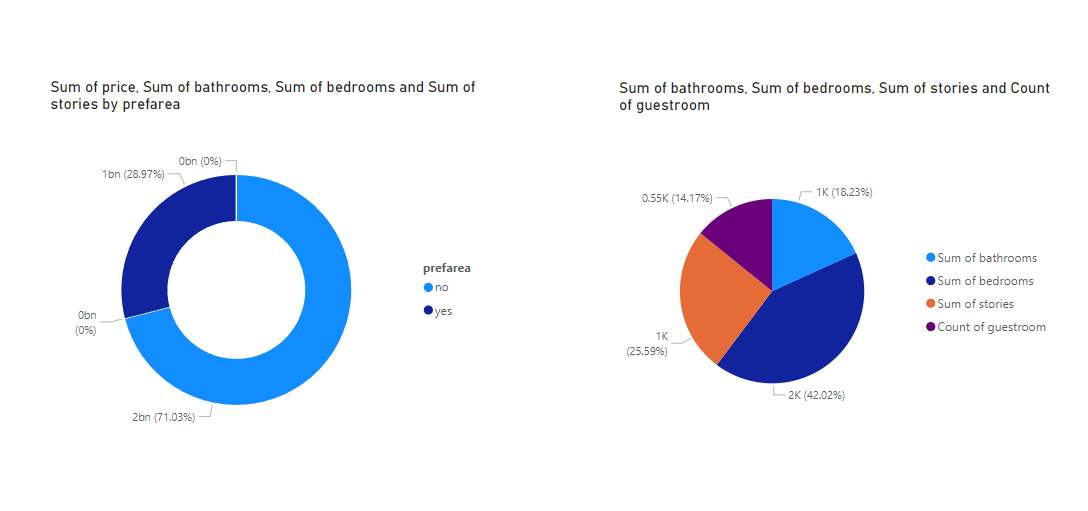 Sum of price, Sum of bathrooms, Sum of bedrooms and Sum of
stories by prefarea
0bn (0%)
1bn (28.97%)
0bn
(0%)
2bn (71.03%)
prefarea
no
yes
Sum of bathrooms, Sum of bedrooms, Sum of stories and Count
of guestroom
0.55K (14.17%)
1K (18.23%)
1K
(25.59%)
2K (42.02%)
Sum of bathrooms
Sum of bedrooms
Sum of stories
Count of guestroom